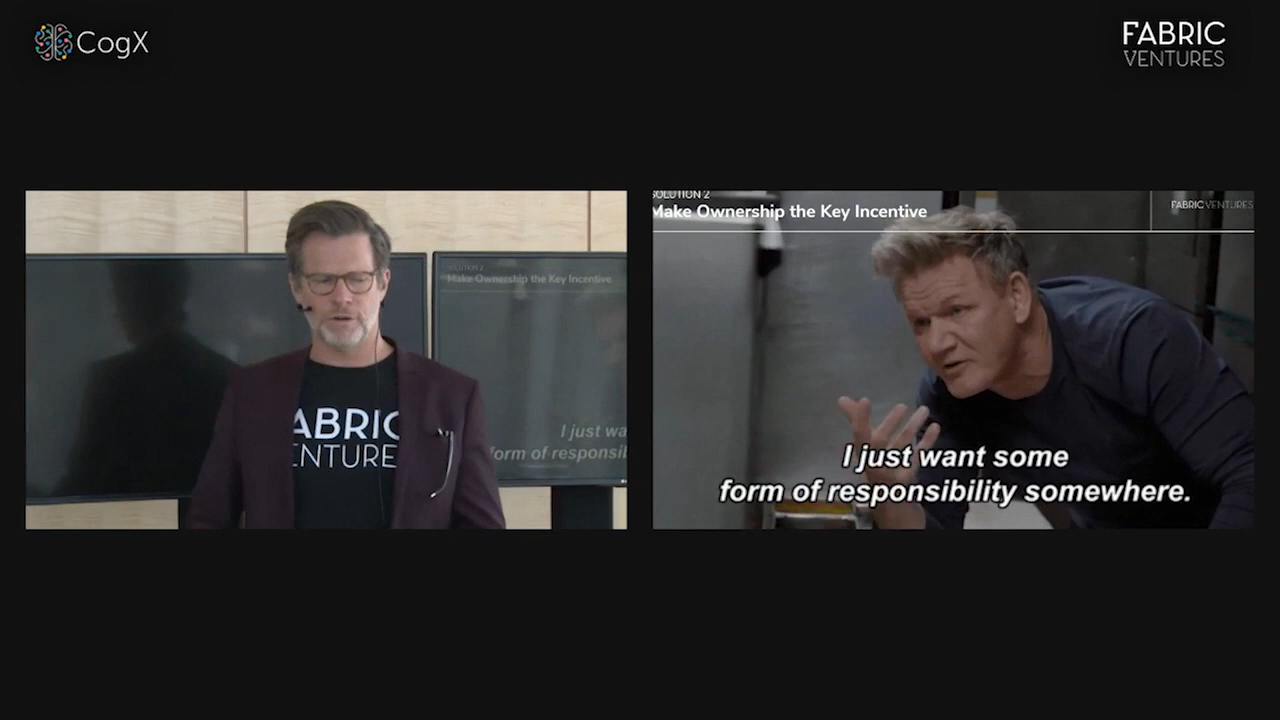 CogX
FABRIC
VENTURES
SOLUTION 2
Make Ownership the Key Incentive
ABRIC
ENTURE
I just wa
form of responsib
SOLUTION 2
Make Ownership the Key Incentive
FABRIC VENTURES
I just want some
form of responsibility somewhere.